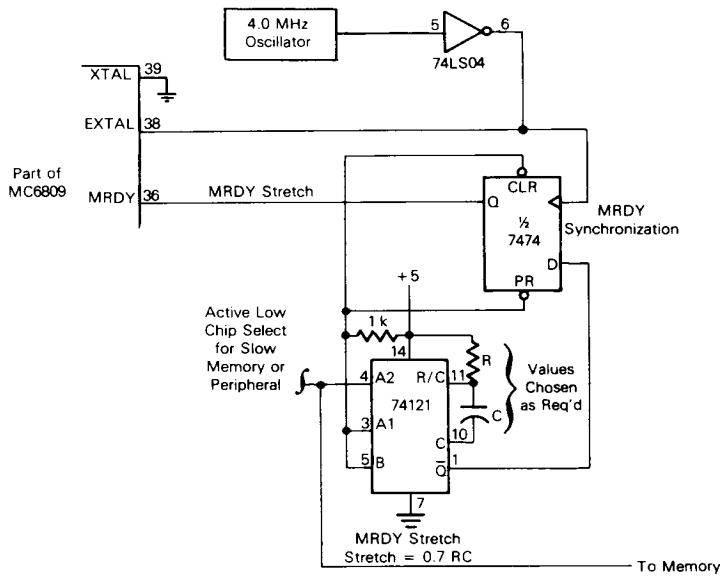 4.0 MHz
Oscillator
5
6
74LS04
XTAL
39
EXTAL
38
Part of
MC6809
MRDY
36
MRDY Stretch
CLR
Q
½
7474
D
PR
MRDY
Synchronization
+5
Active Low
Chip Select
for Slow
Memory or
Peripheral
1 k
14
R
4
A2
R/C
11
74121
3
A1
C
C
10
5
B
Q̅
1
Values
Chosen
as Req'd
7
MRDY Stretch
Stretch = 0.7 RC
To Memory